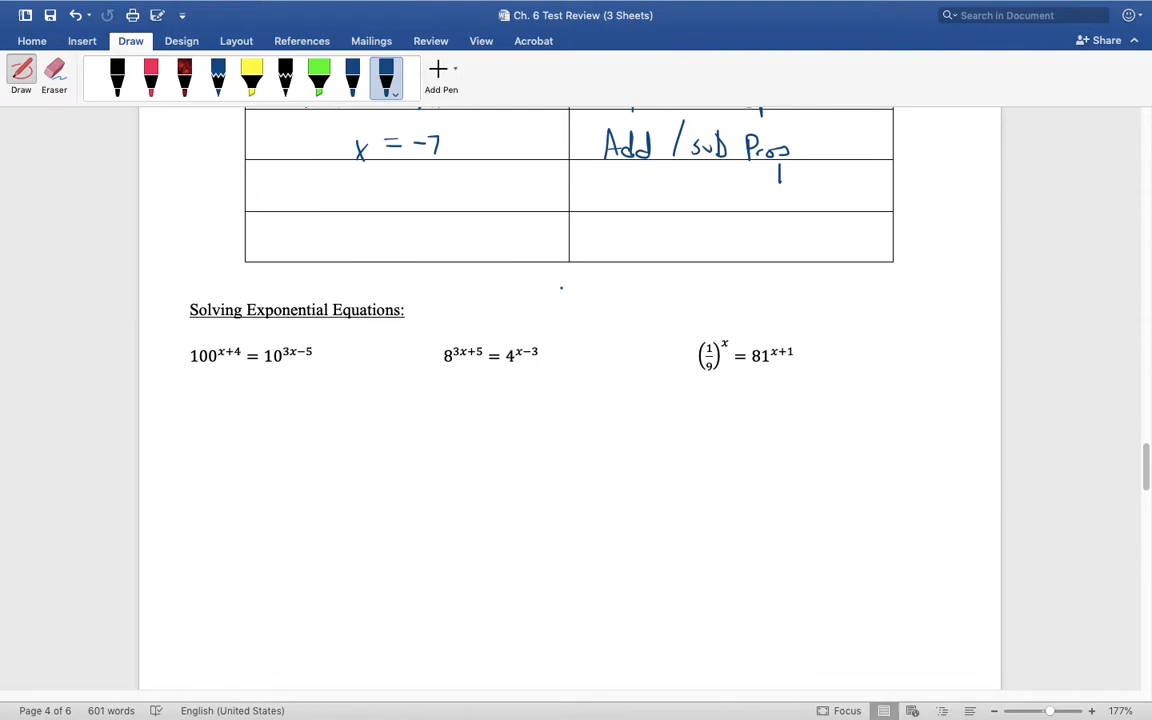 Ch. 6 Test Review (3 Sheets)
Search in Document
Home Insert Draw Design Layout References Mailings Review View Acrobat
Share
Draw Eraser Add Pen
x = -7 Add / sub Prop
Solving Exponential Equations:
100^{x+4} = 10^{3x−5} 8^{3x+5} = 4^{x−3} (1/9)^x = 81^{x+1}
Page 4 of 6 601 words English (United States) Focus 177%